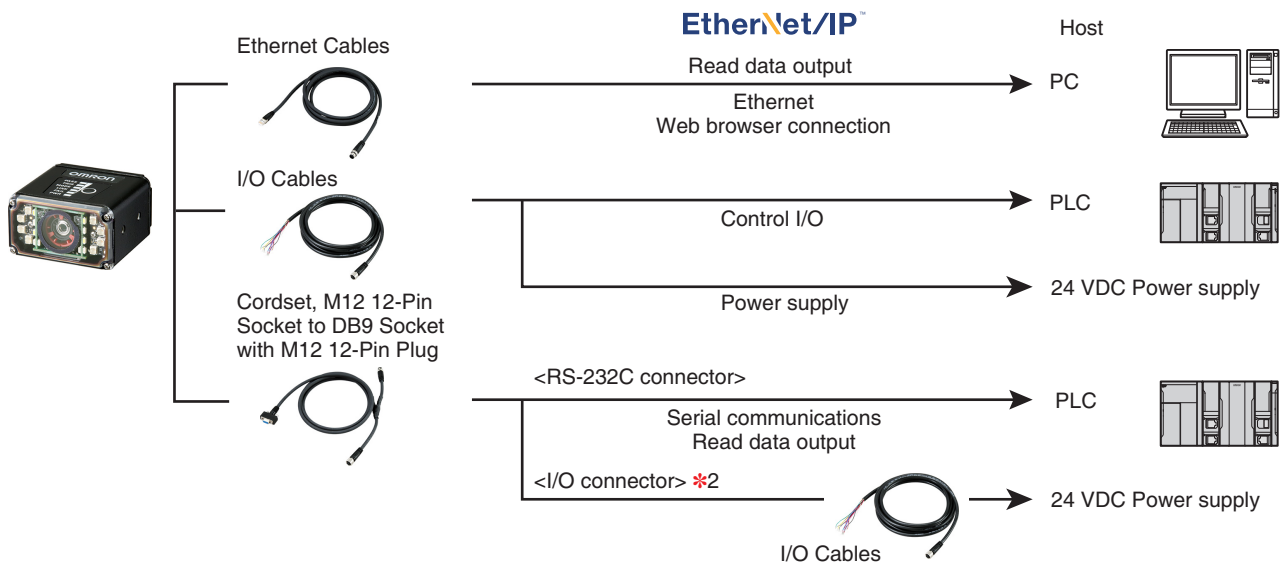 EtherNet/IP™
Host
Ethernet Cables
Read data output
PC
Ethernet
Web browser connection
OMRON
I/O Cables
PLC
Control I/O
24 VDC Power supply
Power supply
Cordset, M12 12-Pin
Socket to DB9 Socket
with M12 12-Pin Plug
<RS-232C connector>
PLC
Serial communications
Read data output
<I/O connector> *2
24 VDC Power supply
I/O Cables